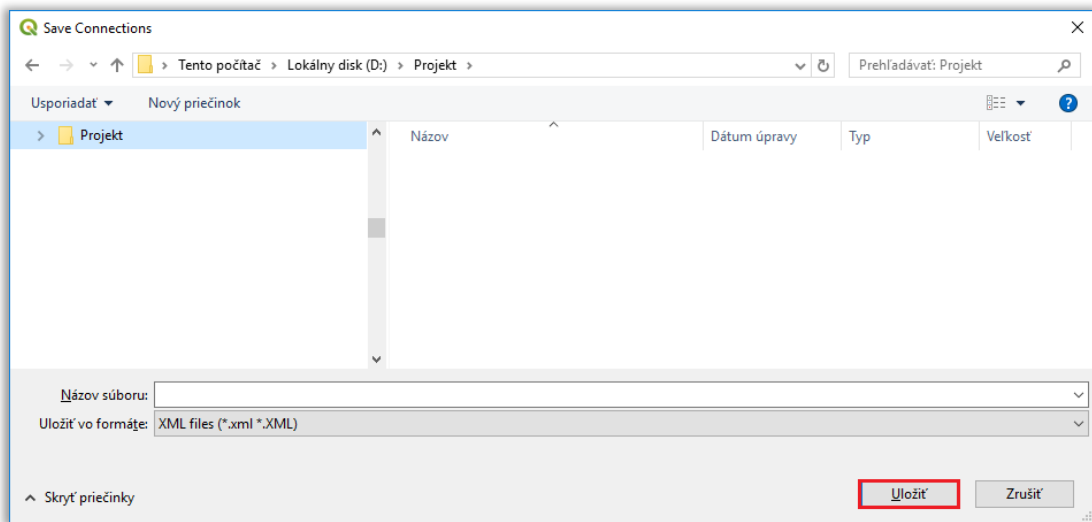 Save Connections
Tento počítač > Lokálny disk (D:) > Projekt > Prehľadávať: Projekt
Usporiadať Nový priečinok
Projekt Názov Dátum úpravy Typ Veľkosť
Názov súboru:
Uložiť vo formáte: XML files (*.xml *.XML)
Skryť priečinky Uložiť Zrušiť